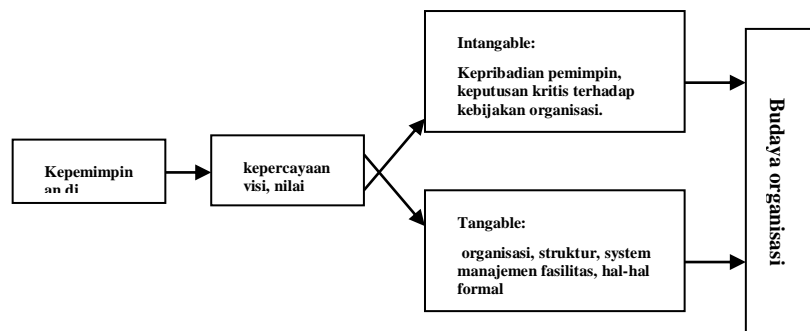 Kepemimpin
an di
kepercayaan
visi, nilai
Intangable:
Kepribadian pemimpin,
keputusan kritis terhadap
kebijakan organisasi.
Tangable:
organisasi, struktur, system
manajemen fasilitas, hal-hal
formal
Budaya organisasi